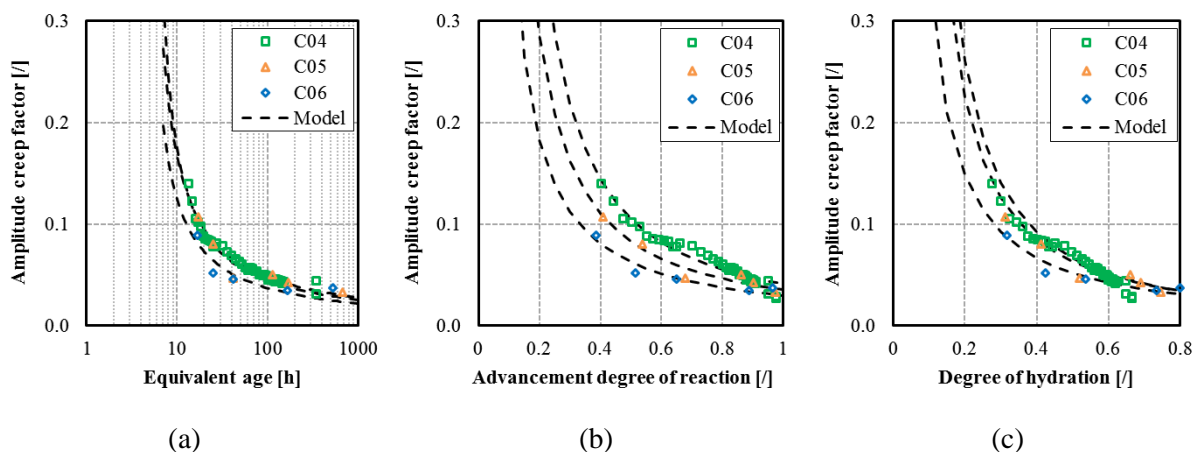 0.3
0.2
0.1
0.0
Amplitude creep factor [/]
1 10 100 1000
Equivalent age [h]
C04
C05
C06
Model
(a)
0.3
0.2
0.1
0.0
Amplitude creep factor [/]
0 0.2 0.4 0.6 0.8 1
Advancement degree of reaction [/]
C04
C05
C06
Model
(b)
0.3
0.2
0.1
0.0
Amplitude creep factor [/]
0 0.2 0.4 0.6 0.8
Degree of hydration [/]
C04
C05
C06
Model
(c)